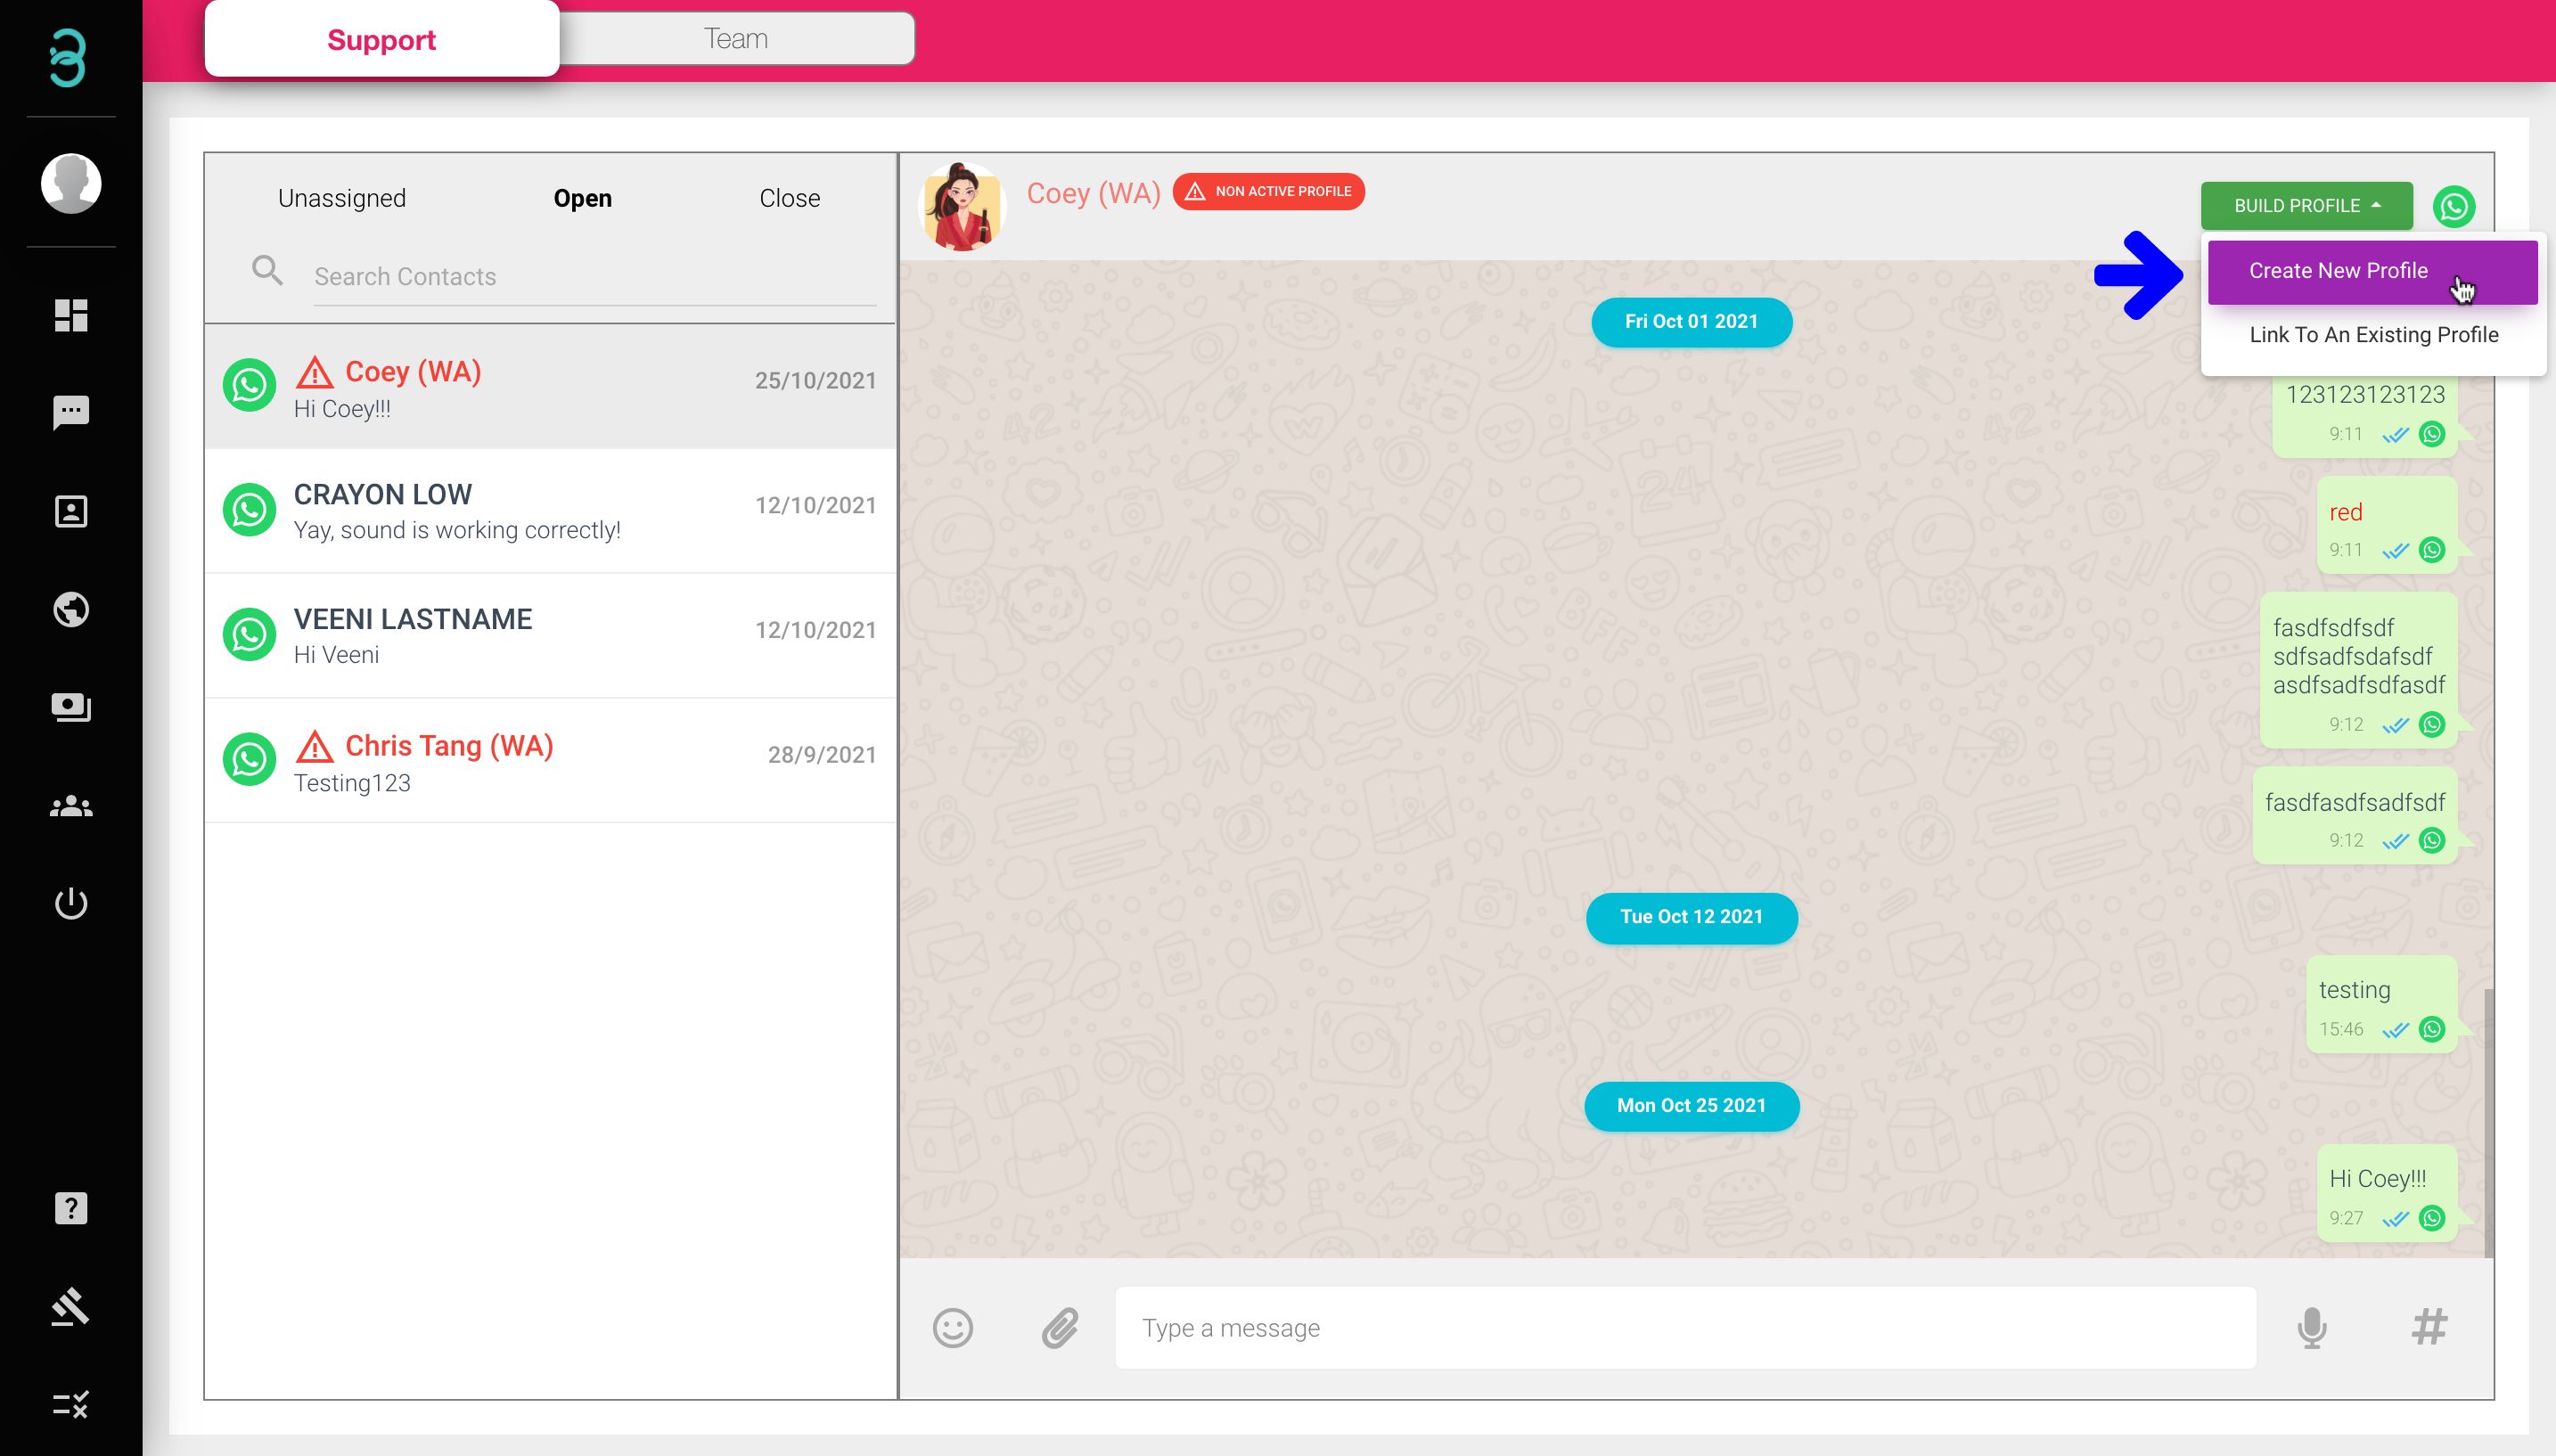 Support
Team
Unassigned
Open
Close
Search Contacts
Coey (WA)
25/10/2021
Hi Coey!!!
CRAYON LOW
12/10/2021
Yay, sound is working correctly!
VEENI LASTNAME
12/10/2021
Hi Veeni
Chris Tang (WA)
28/9/2021
Testing123
Coey (WA)
NON ACTIVE PROFILE
BUILD PROFILE
Create New Profile
Link To An Existing Profile
Fri Oct 01 2021
123123123123
9:11
red
9:11
fasdfsdfsdf
sdfsadfsdafsdf
asdfsadfsdfasdf
9:12
fasdfasdfsadfsdf
9:12
Tue Oct 12 2021
testing
15:46
Mon Oct 25 2021
Hi Coey!!!
9:27
Type a message
#